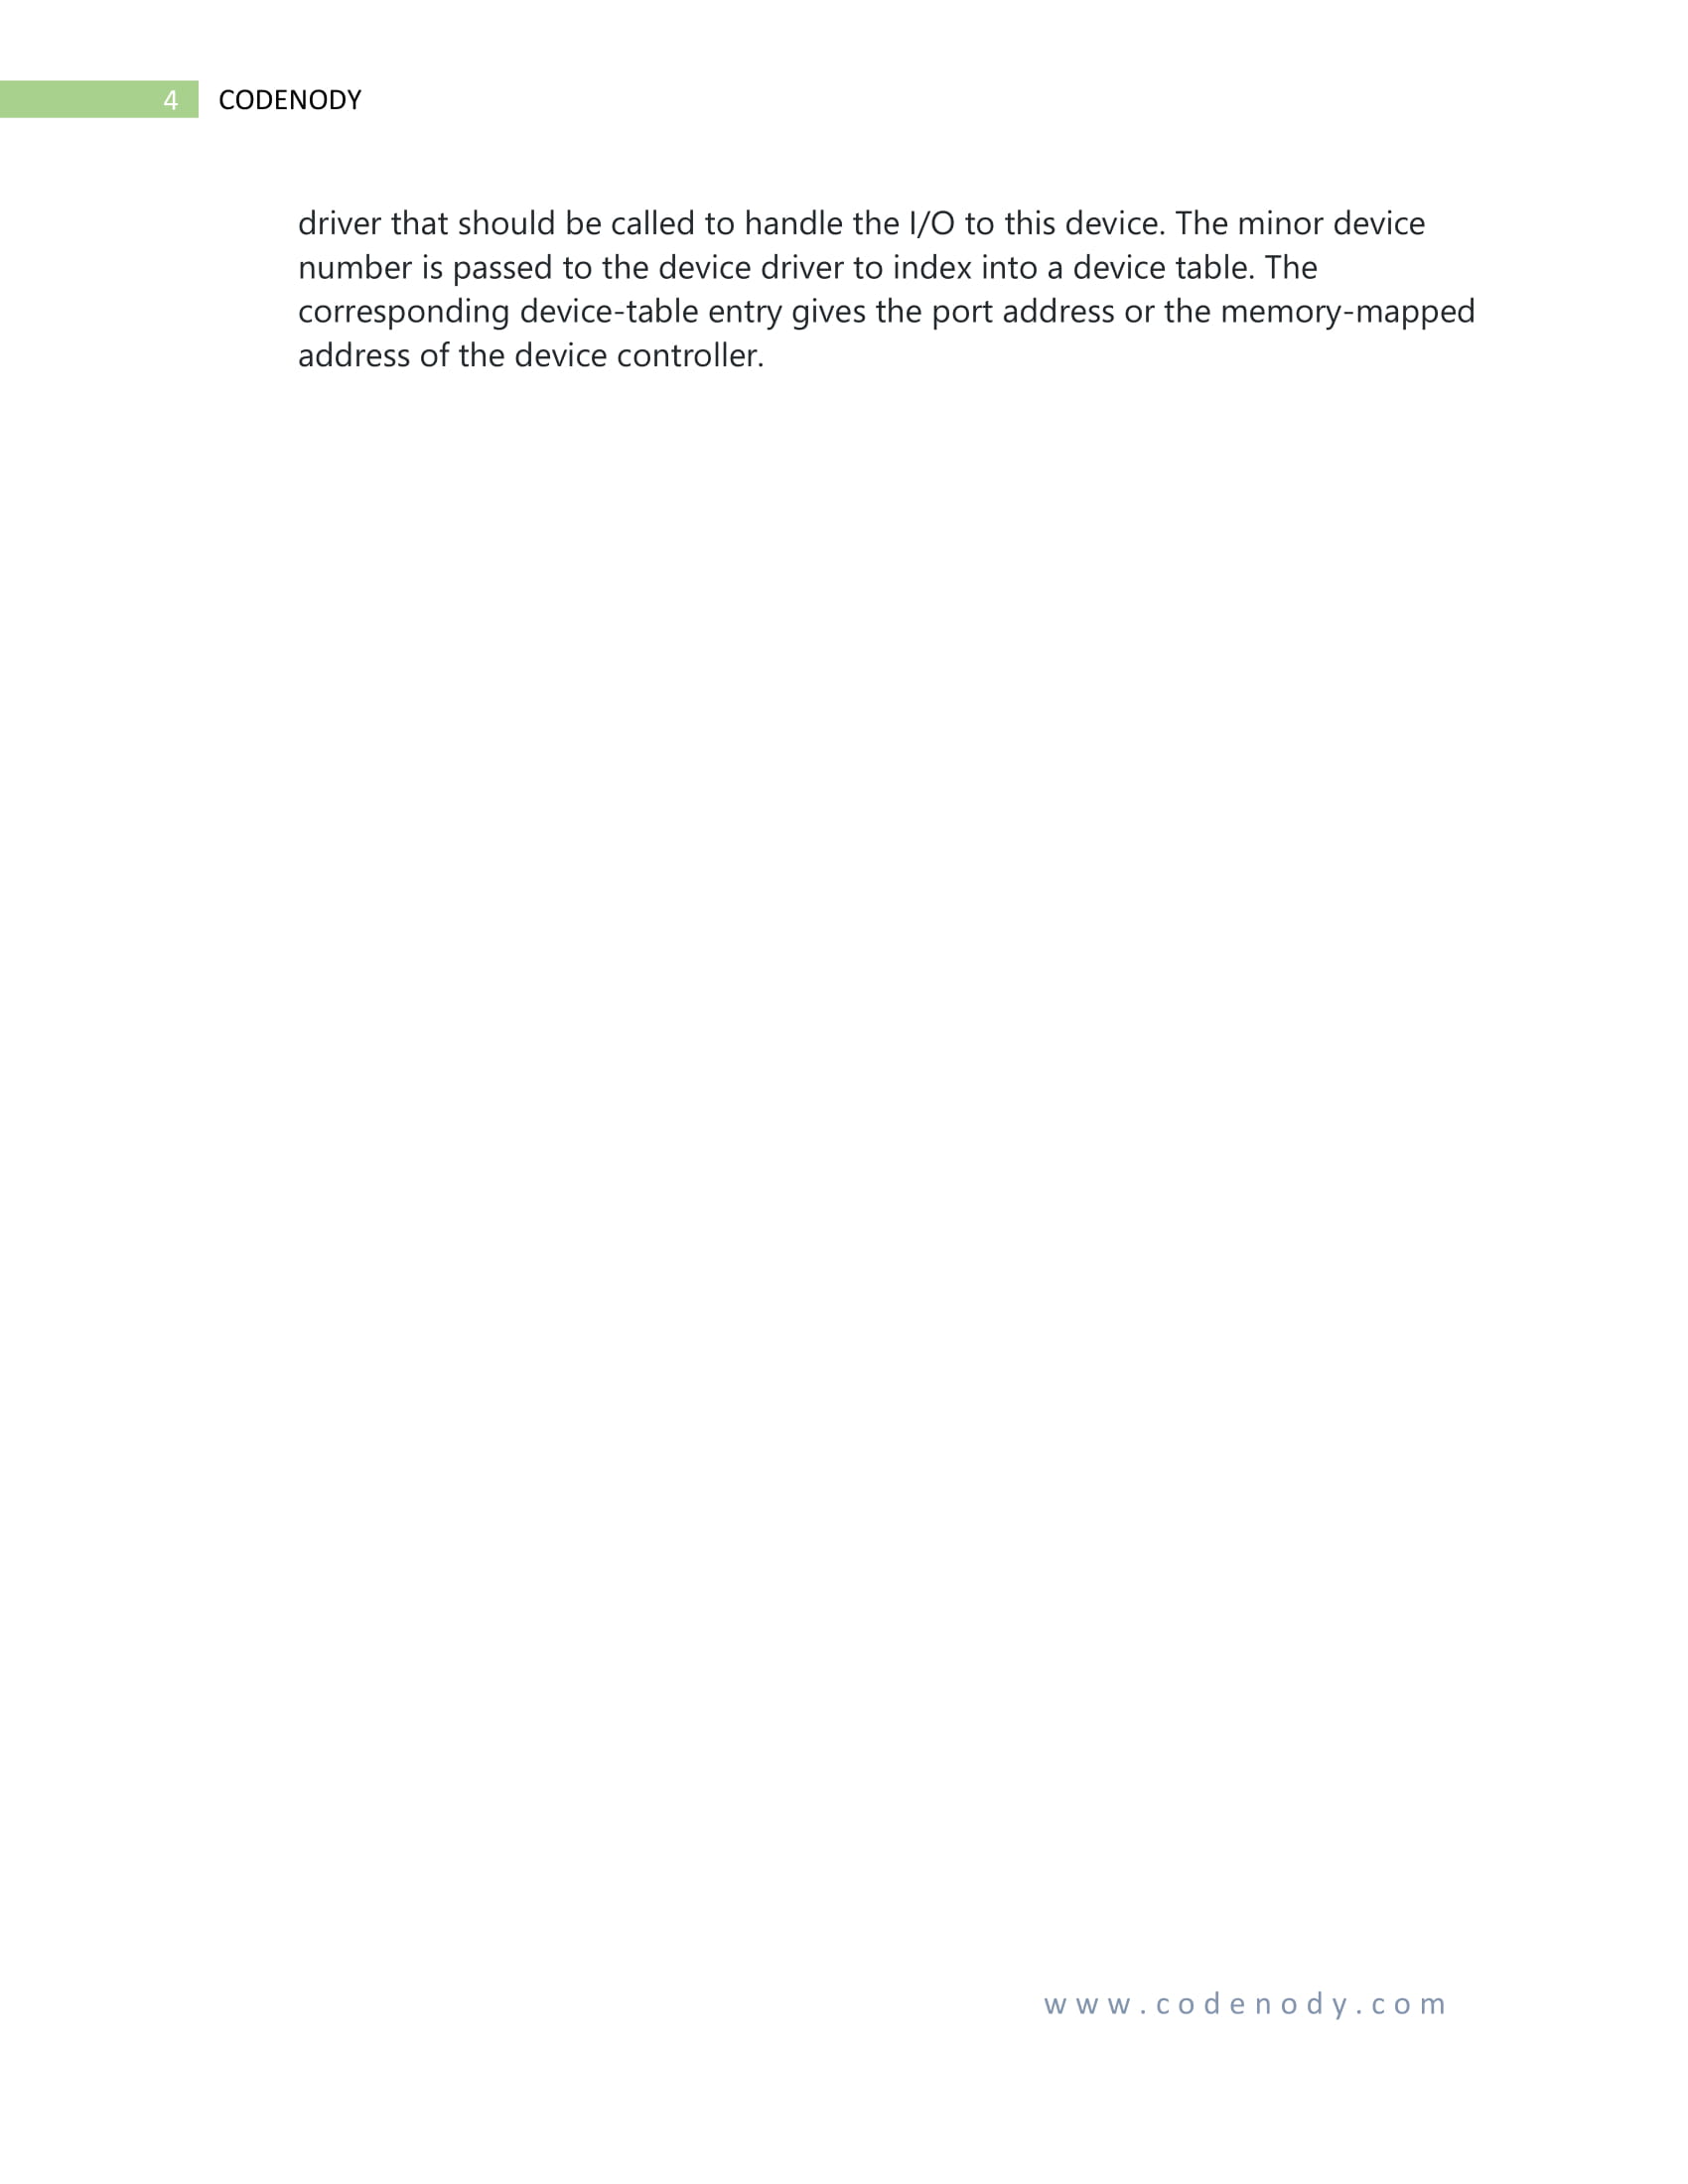 4 CODENODY
driver that should be called to handle the I/O to this device. The minor device
number is passed to the device driver to index into a device table. The
corresponding device-table entry gives the port address or the memory-mapped
address of the device controller.
www.codenody.com